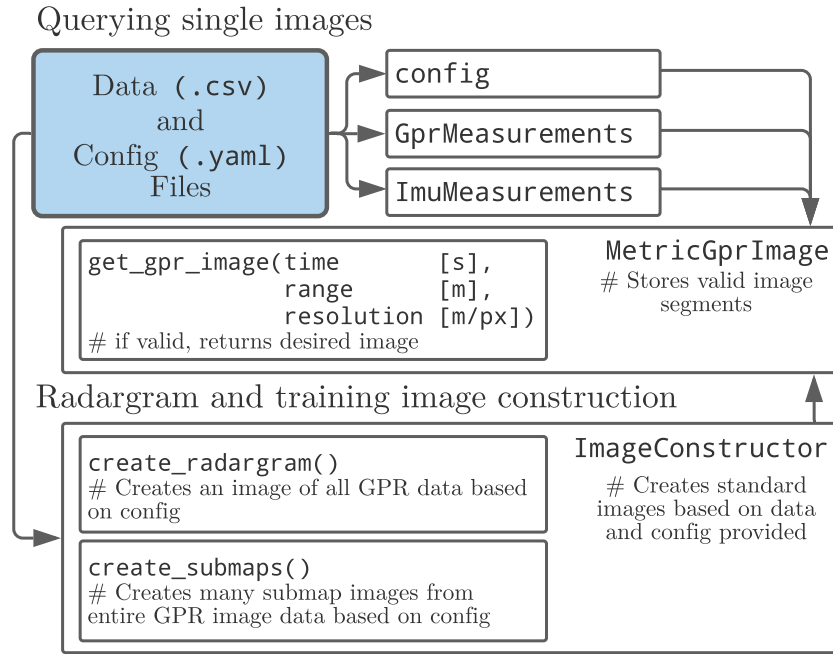 Querying single images
Data (.csv)
and
Config (.yaml)
Files
config
GprMeasurements
ImuMeasurements
get_gpr_image(time [s],
range [m],
resolution [m/px])
# if valid, returns desired image
MetricGprImage
# Stores valid image
segments
Radargram and training image construction
create_radargram()
# Creates an image of all GPR data based
on config
create_submaps()
# Creates many submap images from
entire GPR image data based on config
ImageConstructor
# Creates standard
images based on data
and config provided